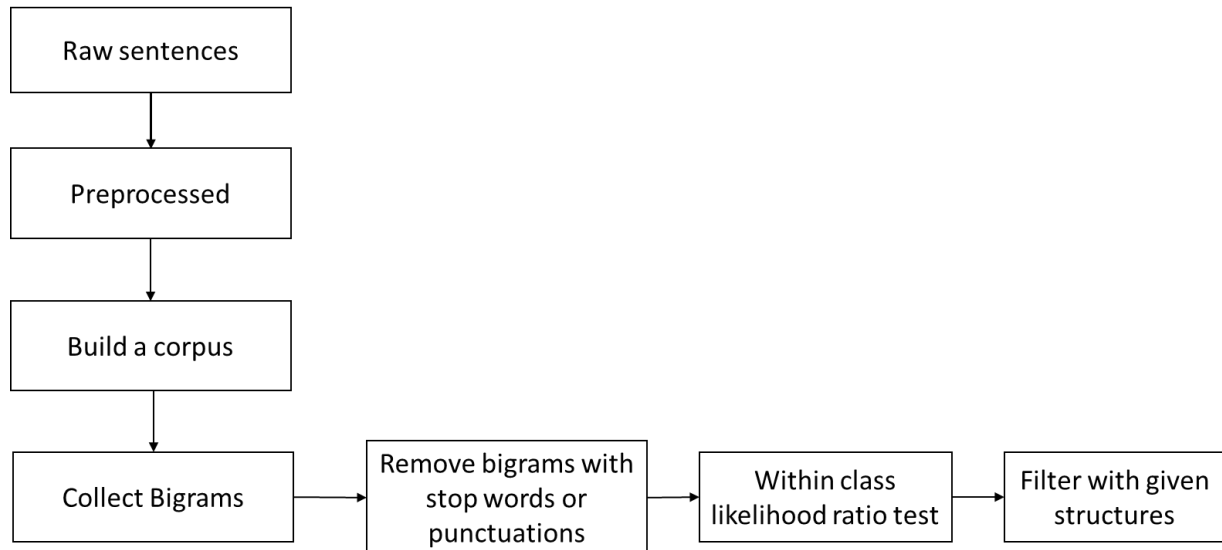 Raw sentences
Preprocessed
Build a corpus
Collect Bigrams
Remove bigrams with
stop words or
punctuations
Within class
likelihood ratio test
Filter with given
structures